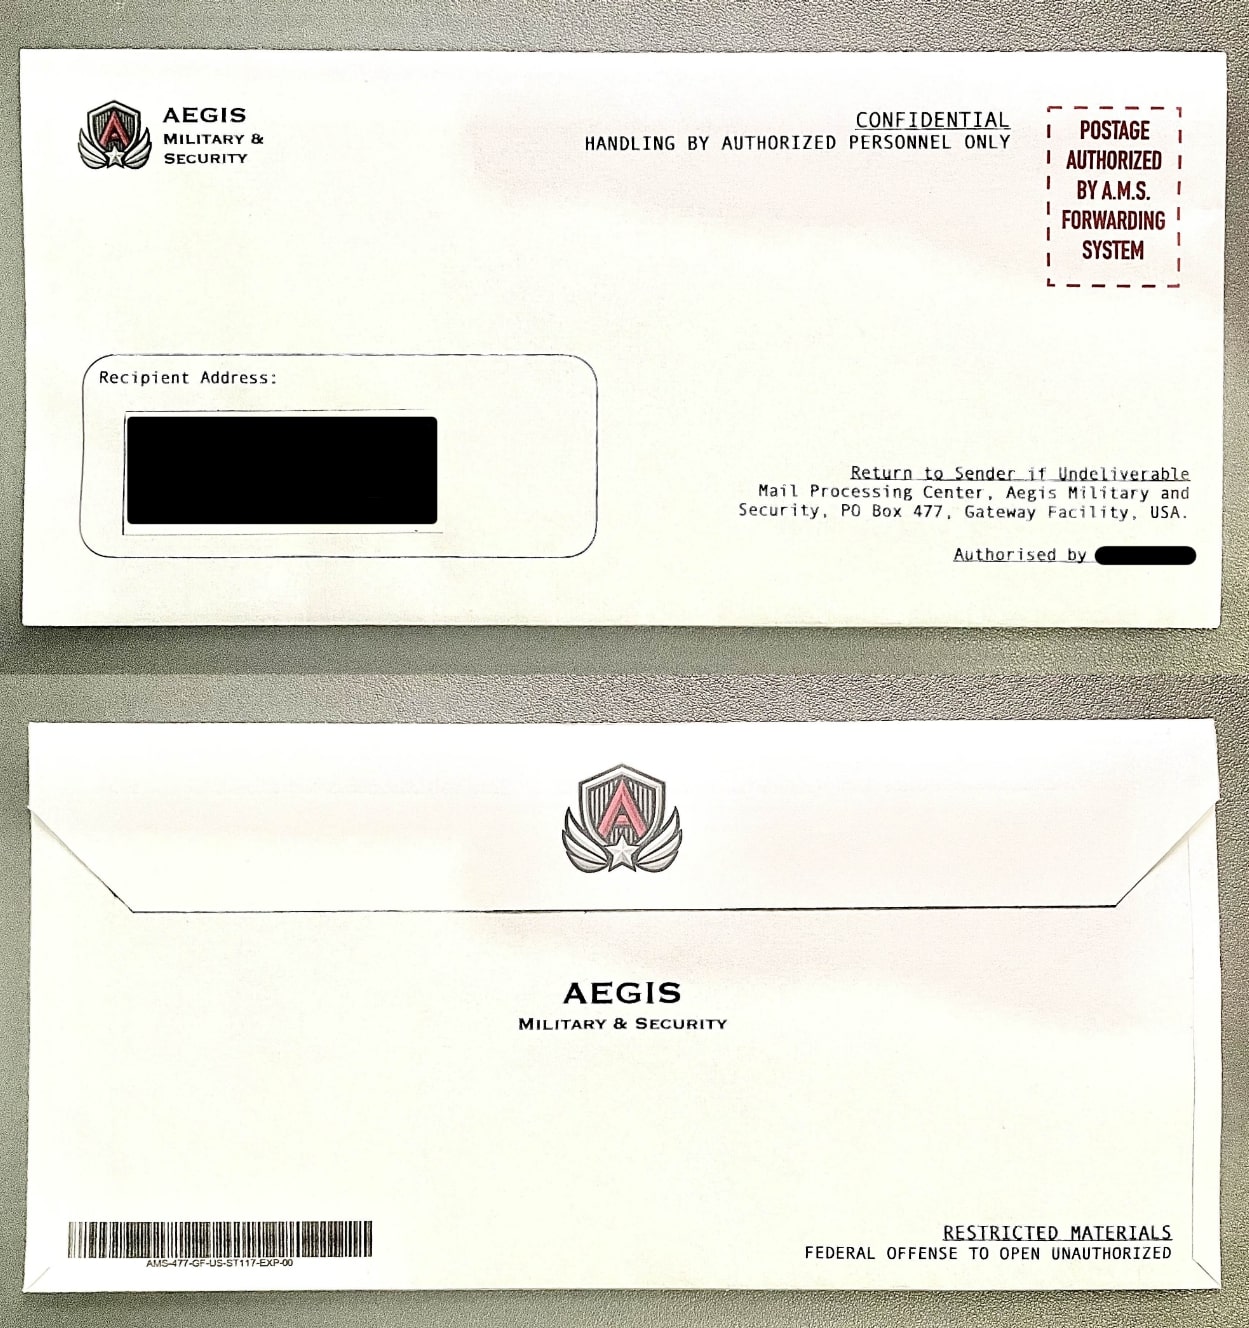 AEGIS
MILITARY &
SECURITY
CONFIDENTIAL
HANDLING BY AUTHORIZED PERSONNEL ONLY
POSTAGE
AUTHORIZED
BY A.M.S.
FORWARDING
SYSTEM
Recipient Address:
Return to Sender if Undeliverable
Mail Processing Center, Aegis Military and
Security, PO Box 477, Gateway Facility, USA.
Authorised by
A
AEGIS
MILITARY & SECURITY
AMS-477-GF-US-ST117-EXP-00
RESTRICTED MATERIALS
FEDERAL OFFENSE TO OPEN UNAUTHORIZED